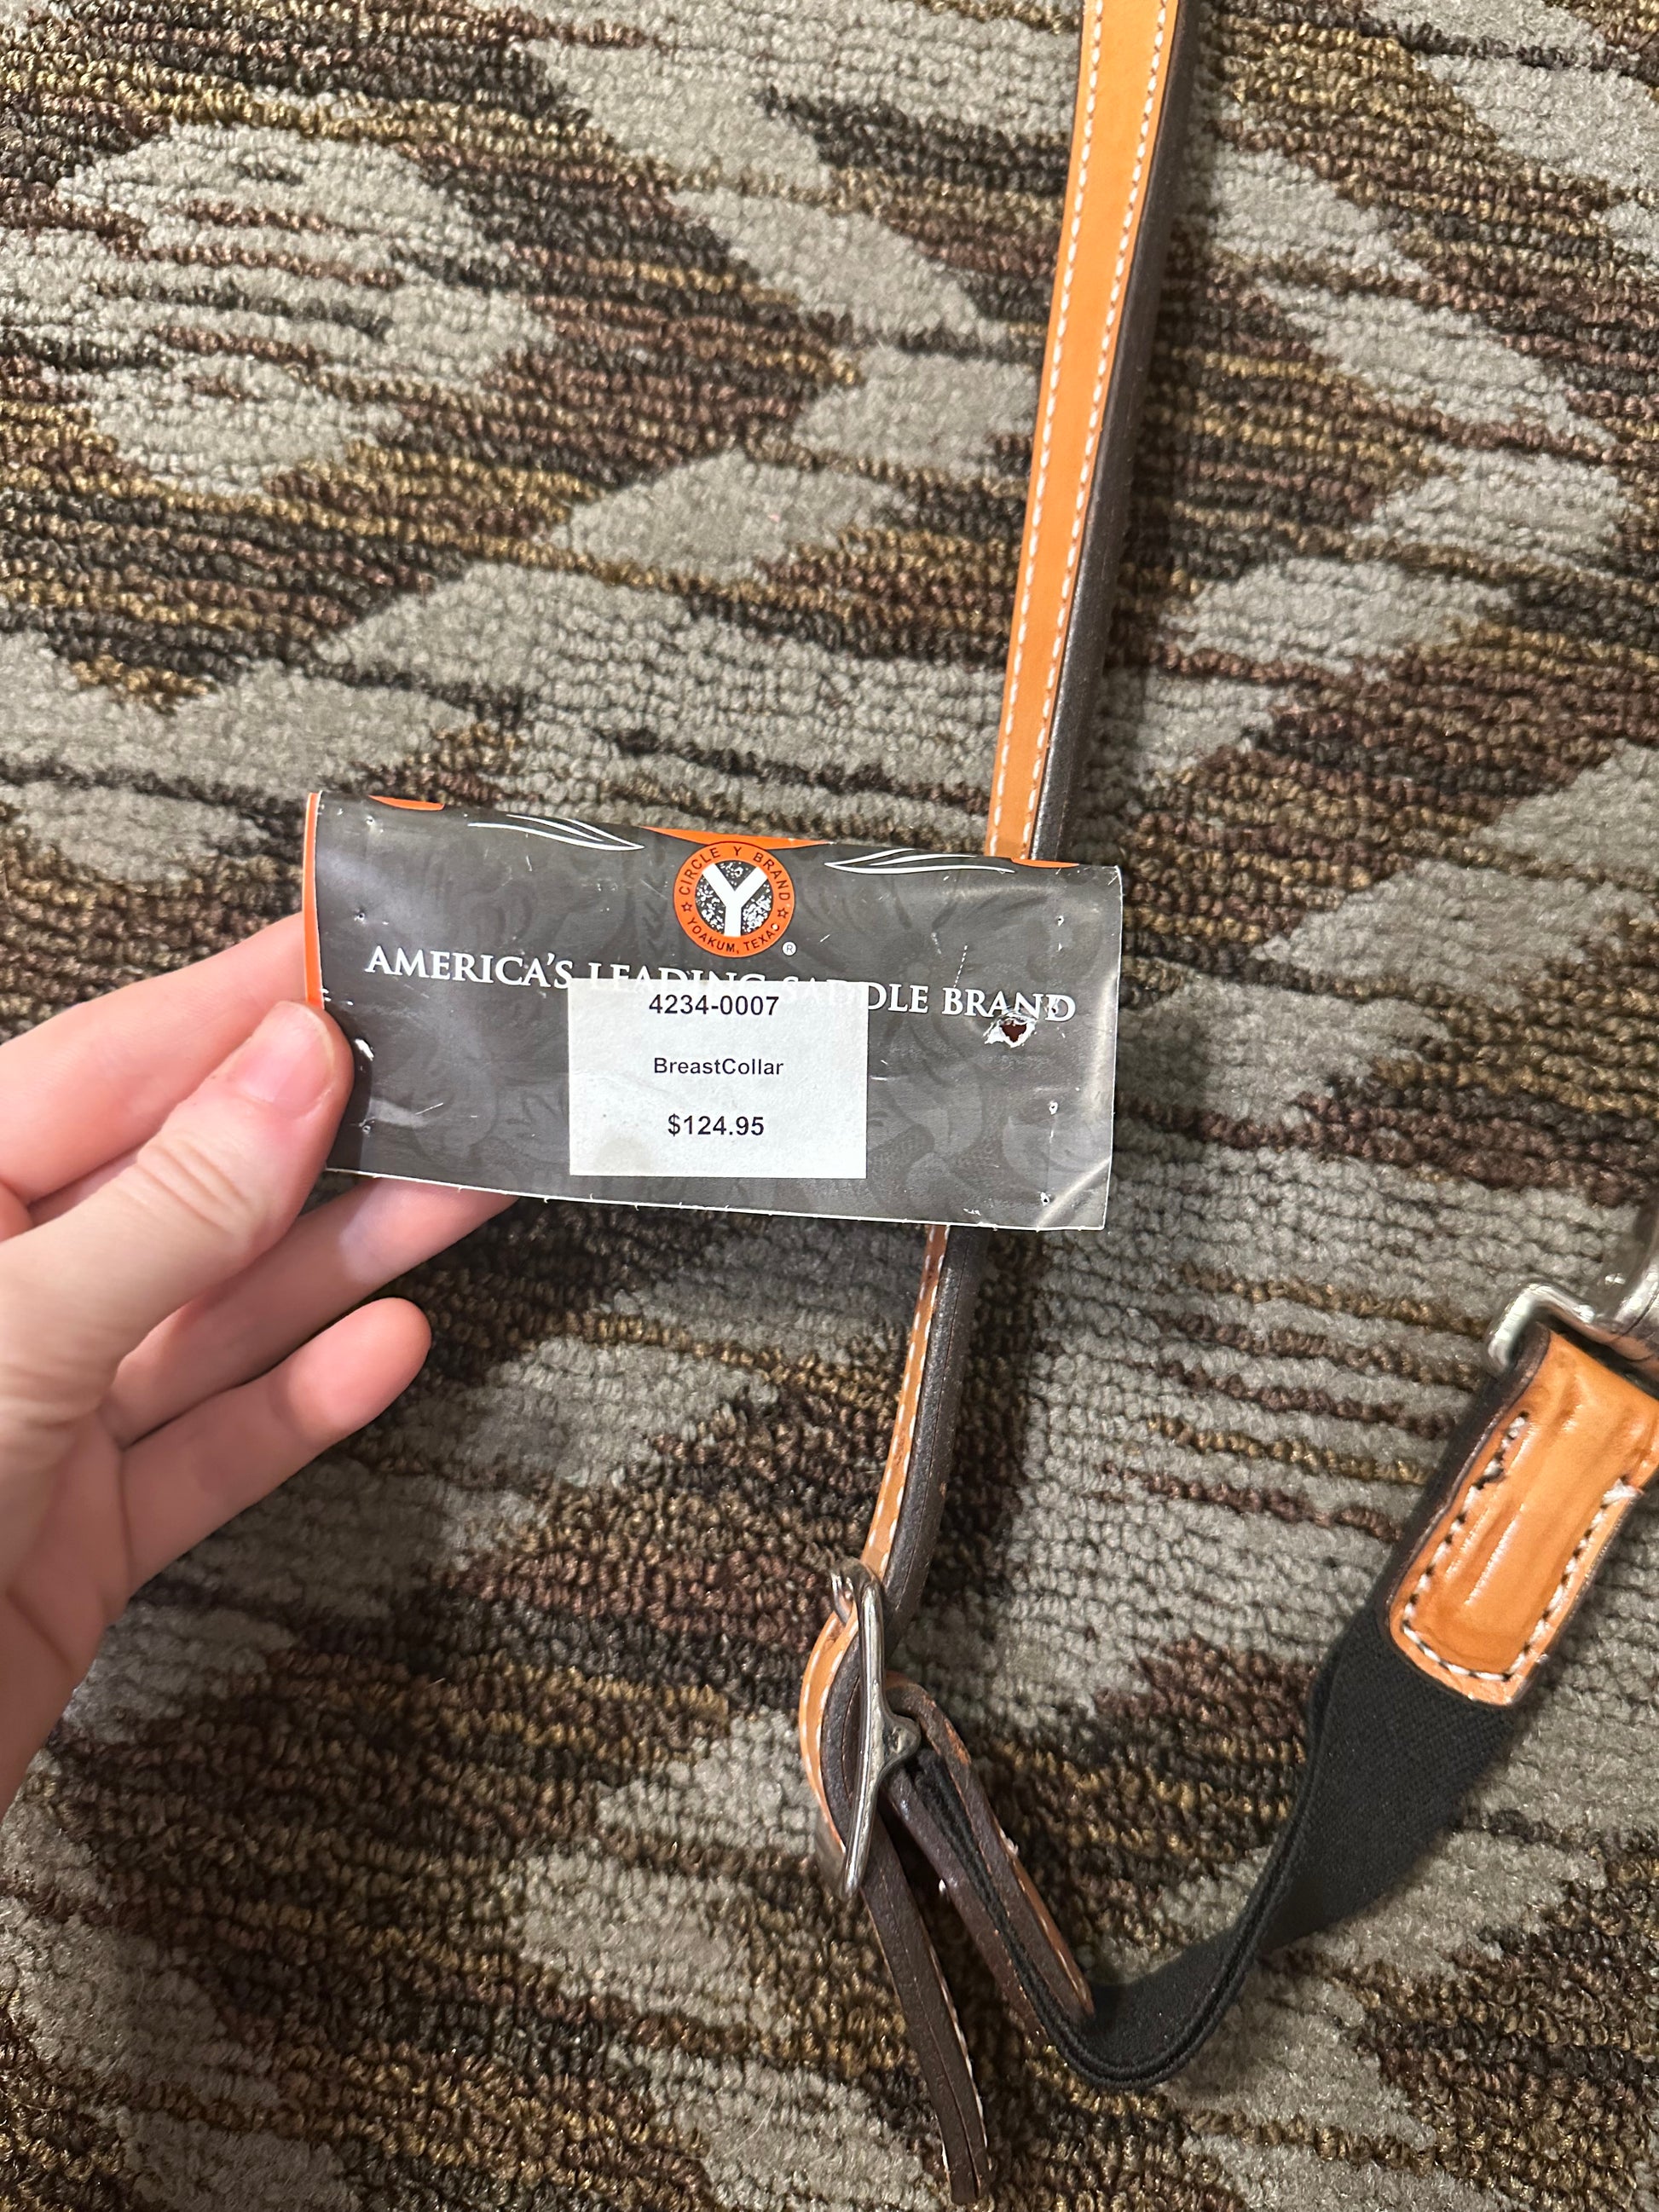 CIRCLE Y BRAND
YOAKUM, TEXAS
Y
®
AMERICA'S LEADING SADDLE BRAND
4234-0007
BreastCollar
$124.95